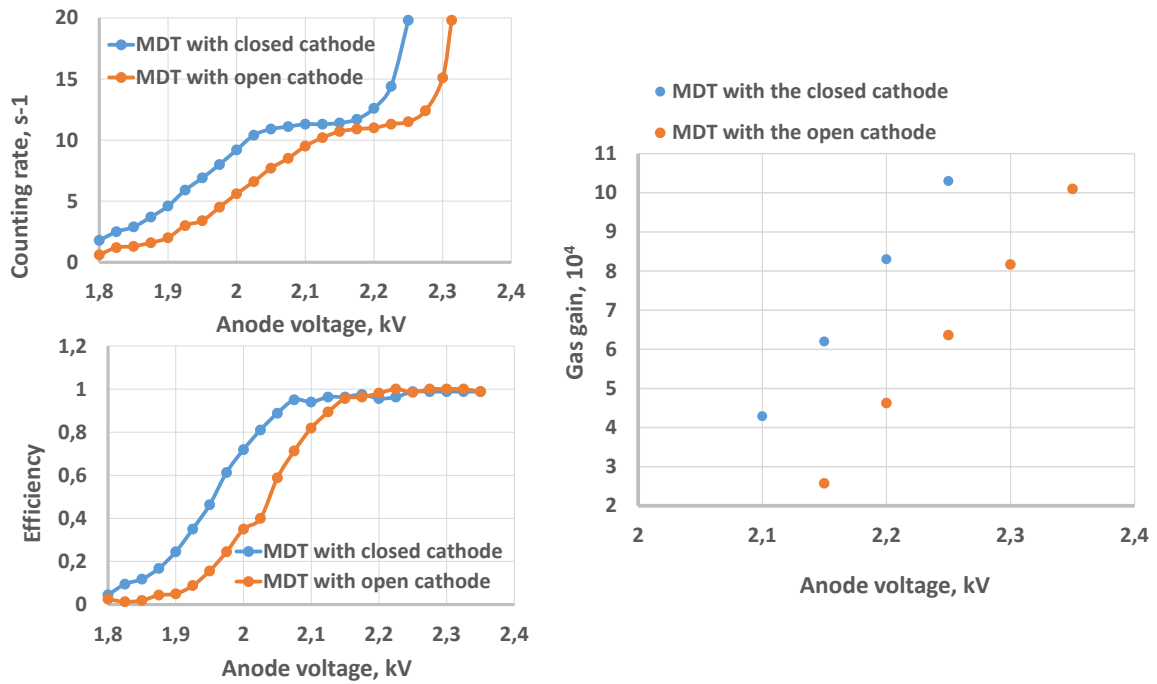 20
15
10
5
0
Counting rate, s-1
MDT with closed cathode
MDT with open cathode
1,8 1,9 2 2,1 2,2 2,3 2,4
Anode voltage, kV
1,2
1
0,8
0,6
0,4
0,2
0
Efficiency
MDT with closed cathode
MDT with open cathode
1,8 1,9 2 2,1 2,2 2,3 2,4
Anode voltage, kV
MDT with the closed cathode
MDT with the open cathode
11
10
9
8
7
6
5
4
3
2
Gas gain, 10⁴
2 2,1 2,2 2,3 2,4
Anode voltage, kV